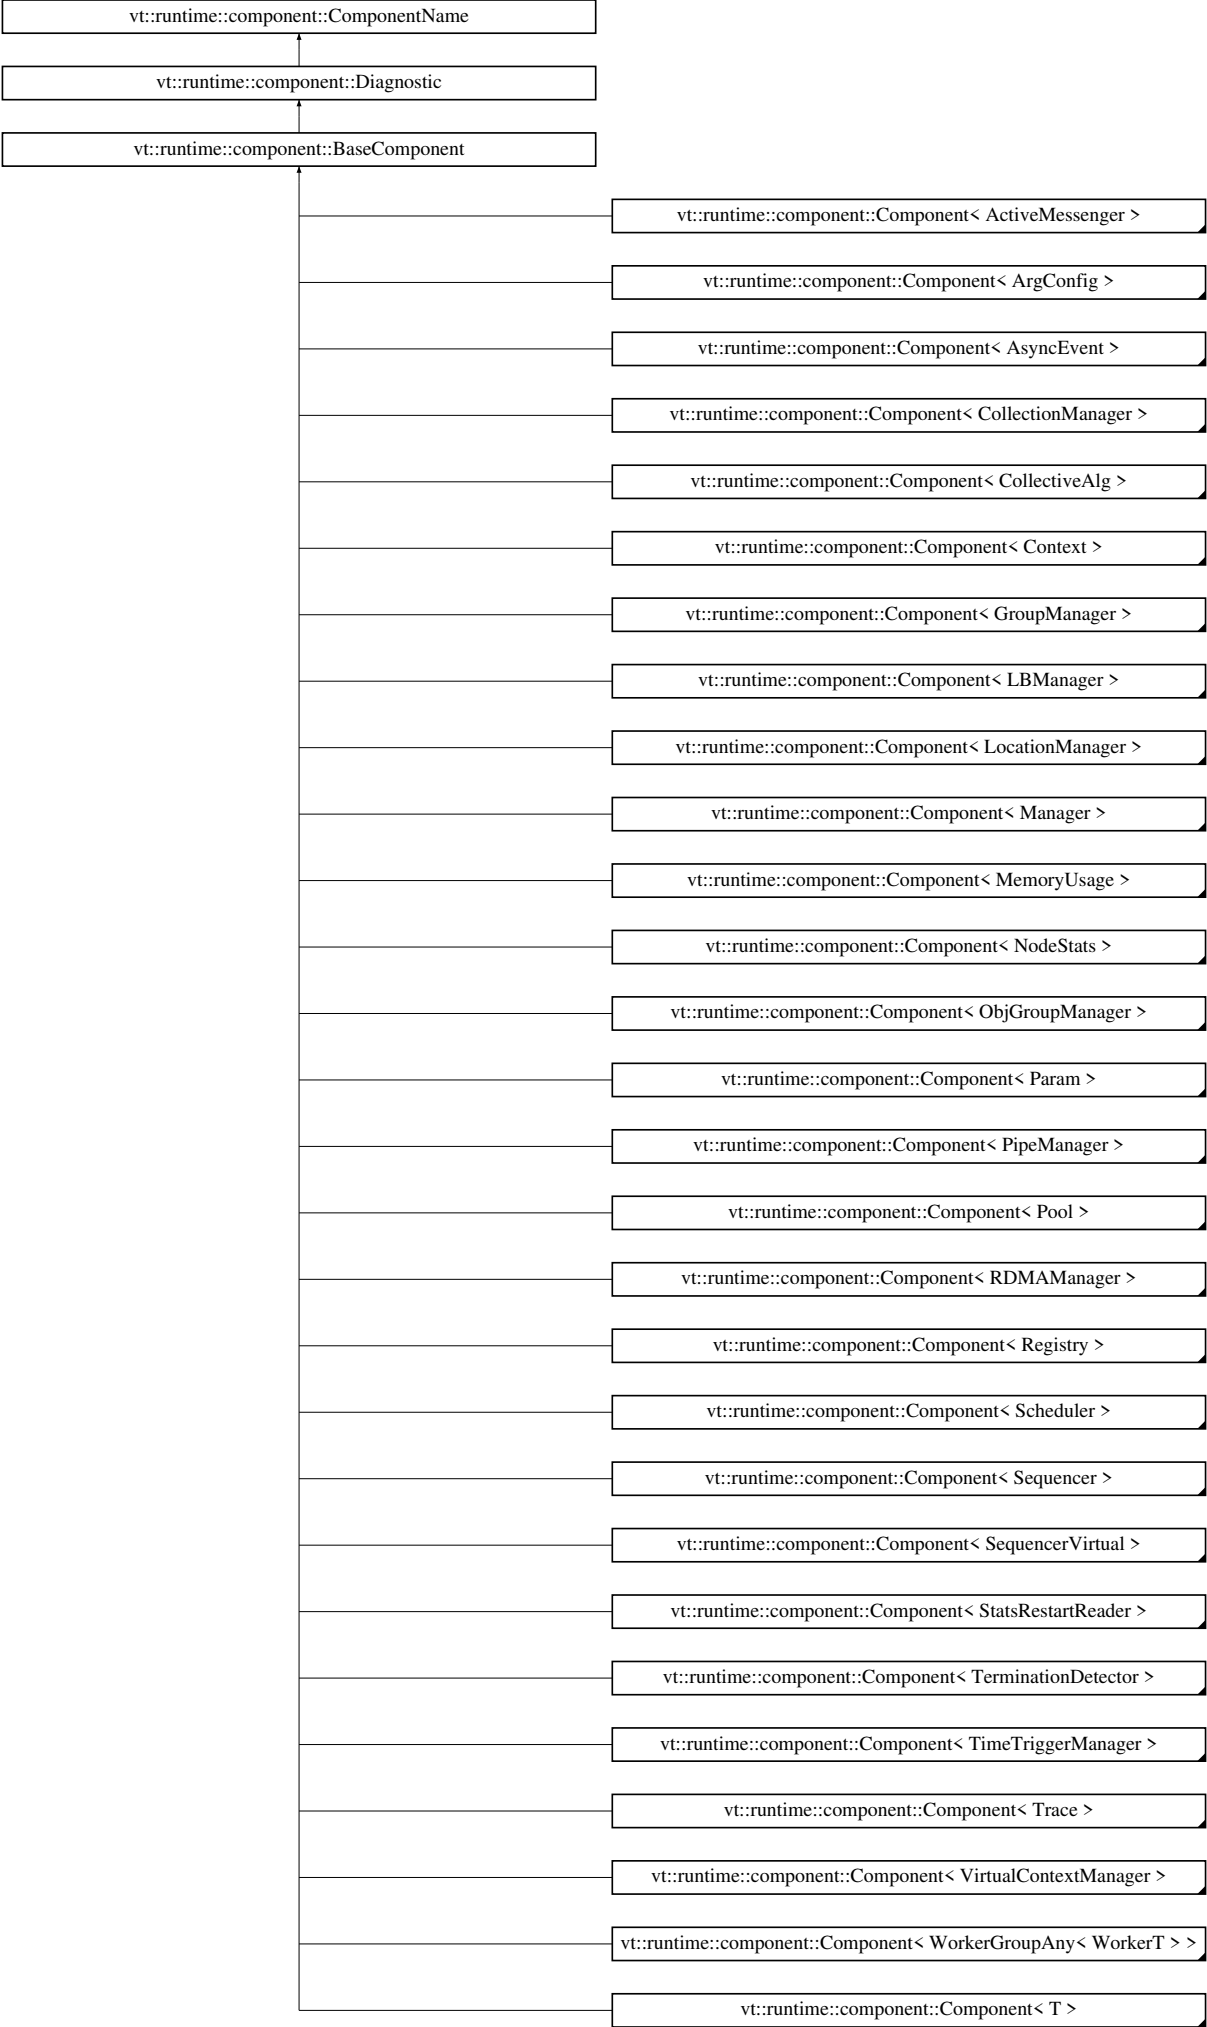 vt::runtime::component::ComponentName
vt::runtime::component::Diagnostic
vt::runtime::component::BaseComponent
vt::runtime::component::Component< ActiveMessenger >
vt::runtime::component::Component< ArgConfig >
vt::runtime::component::Component< AsyncEvent >
vt::runtime::component::Component< CollectionManager >
vt::runtime::component::Component< CollectiveAlg >
vt::runtime::component::Component< Context >
vt::runtime::component::Component< GroupManager >
vt::runtime::component::Component< LBManager >
vt::runtime::component::Component< LocationManager >
vt::runtime::component::Component< Manager >
vt::runtime::component::Component< MemoryUsage >
vt::runtime::component::Component< NodeStats >
vt::runtime::component::Component< ObjGroupManager >
vt::runtime::component::Component< Param >
vt::runtime::component::Component< PipeManager >
vt::runtime::component::Component< Pool >
vt::runtime::component::Component< RDMAManager >
vt::runtime::component::Component< Registry >
vt::runtime::component::Component< Scheduler >
vt::runtime::component::Component< Sequencer >
vt::runtime::component::Component< SequencerVirtual >
vt::runtime::component::Component< StatsRestartReader >
vt::runtime::component::Component< TerminationDetector >
vt::runtime::component::Component< TimeTriggerManager >
vt::runtime::component::Component< Trace >
vt::runtime::component::Component< VirtualContextManager >
vt::runtime::component::Component< WorkerGroupAny< WorkerT > >
vt::runtime::component::Component< T >